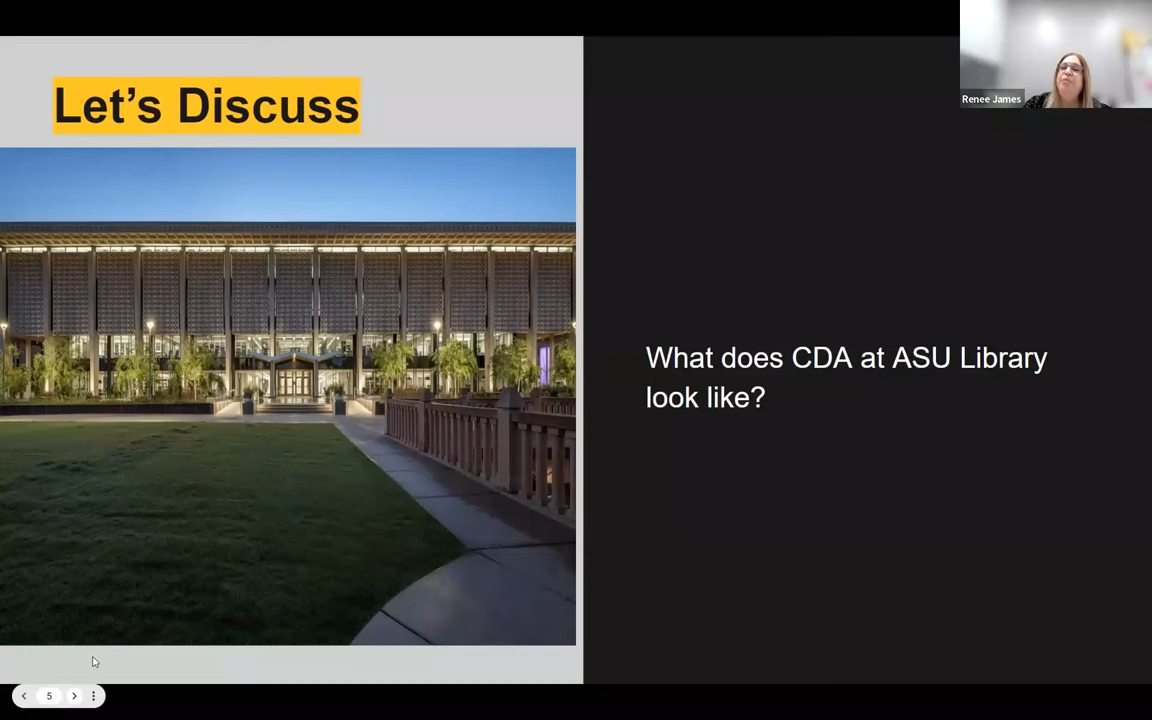 Let's Discuss
Renee James
What does CDA at ASU Library
look like?
5